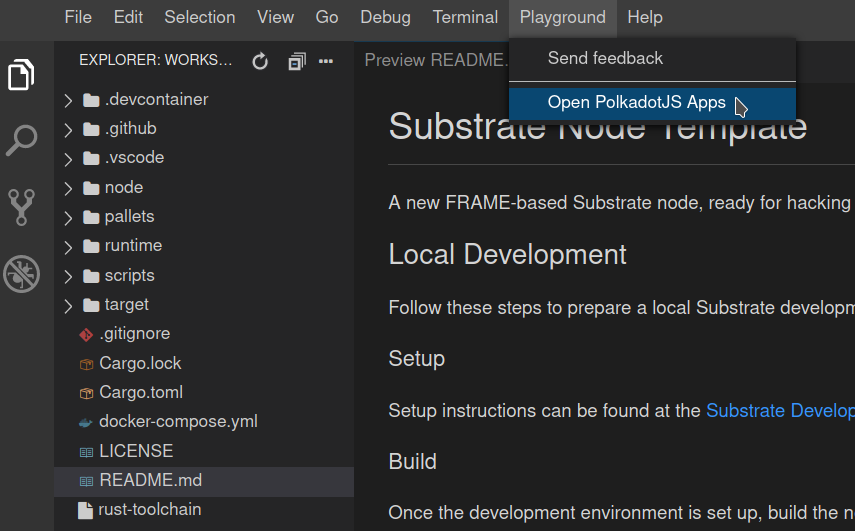 File Edit Selection View Go Debug Terminal Playground Help
EXPLORER: WORKS...
Preview README.
Send feedback
Open PolkadotJS Apps
.devcontainer
.github
.vscode
node
pallets
runtime
scripts
target
.gitignore
Cargo.lock
Cargo.toml
docker-compose.yml
LICENSE
README.md
rust-toolchain
Substrate Node Template
A new FRAME-based Substrate node, ready for hacking
Local Development
Follow these steps to prepare a local Substrate developm
Setup
Setup instructions can be found at the Substrate Develop
Build
Once the development environment is set up, build the n